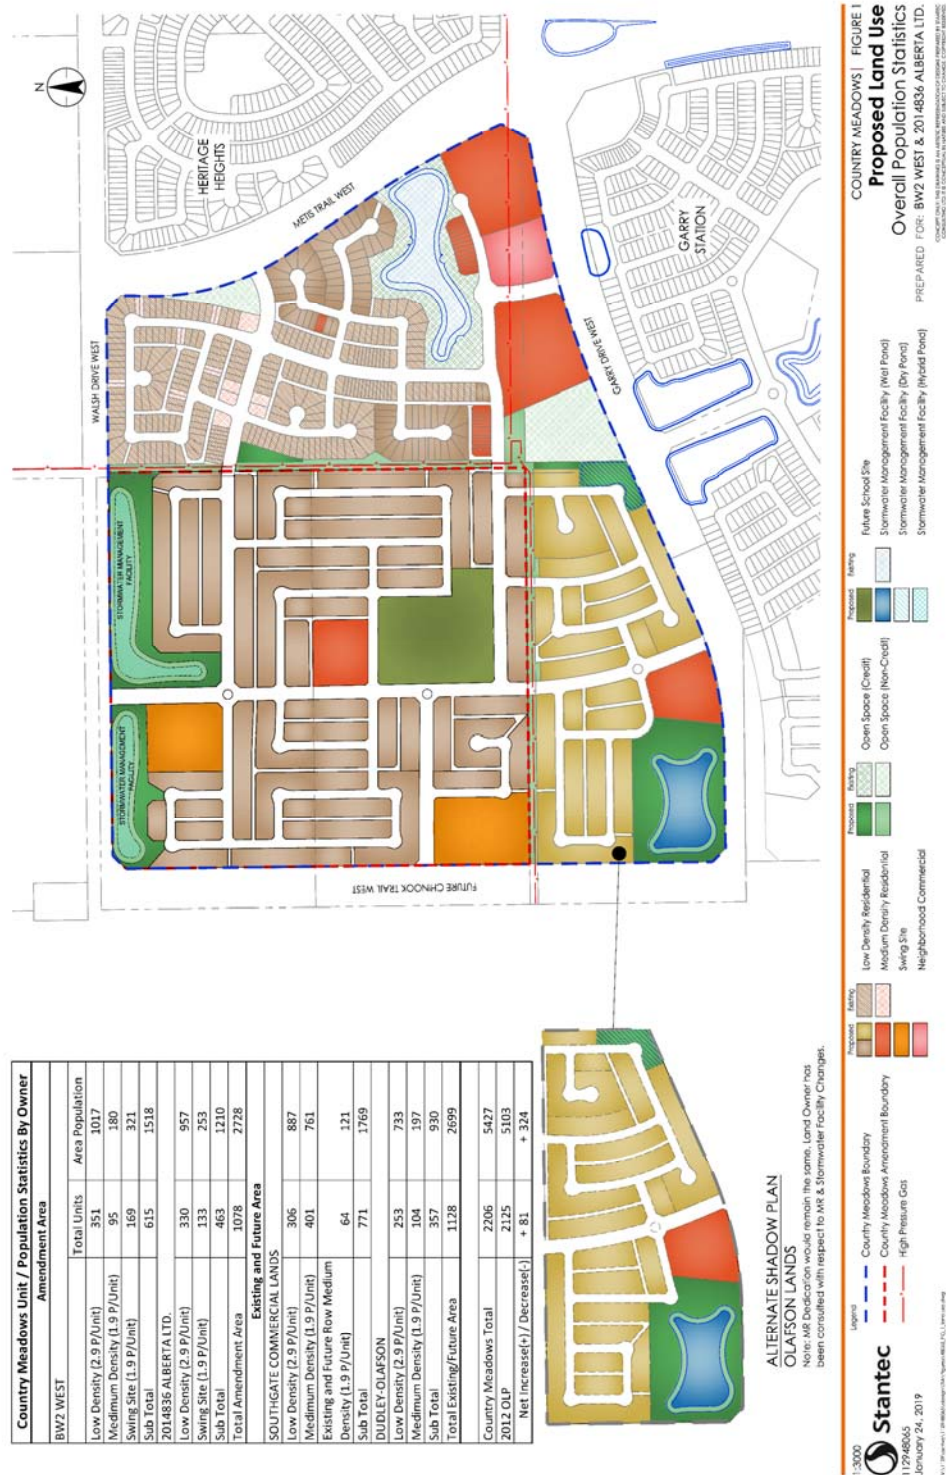 Country Meadows Unit / Population Statistics By Owner
Amendment Area
BW2 WEST Total Units Area Population
Low Density (2.9 P/Unit) 351 1017
Medimum Density (1.9 P/Unit) 95 180
Swing Site (1.9 P/Unit) 169 321
Sub Total 615 1518
2014836 ALBERTA LTD.
Low Density (2.9 P/Unit) 330 957
Swing Site (1.9 P/Unit) 133 253
Sub Total 463 1210
Total Amendment Area 1078 2728
Existing and Future Area
SOUTHGATE COMMERCIAL LANDS
Low Density (2.9 P/Unit) 306 887
Medimum Density (1.9 P/Unit) 401 761
Existing and Future Row Medium
Density (1.9 P/Unit) 64 121
Sub Total 771 1769
DUDLEY-OLAFSON
Low Density (2.9 P/Unit) 253 733
Medimum Density (1.9 P/Unit) 104 197
Sub Total 357 930
Total Existing/Future Area 1128 2699
Country Meadows Total 2206 5427
2012 OLP 2125 5103
Net Increase(+) / Decrease(-) + 81 + 324
N
WALSH DRIVE WEST
HERITAGE
HEIGHTS
METIS TRAIL WEST
STORMWATER MANAGEMENT
FACILITY
STORMWATER MANAGEMENT
FACILITY
FUTURE CHINOOK TRAIL WEST
GARRY DRIVE WEST
GARRY
STATION
ALTERNATE SHADOW PLAN
OLAFSON LANDS
Note: MR Dedication would remain the same. Land Owner has
been consulted with respect to MR & Stormwater Facility Changes.
1:3000
Stantec
112948065
January 24, 2019
Legend
Country Meadows Boundary
Country Meadows Amendment Boundary
High Pressure Gas
Proposed Existing
Low Density Residential
Medium Density Residential
Swing Site
Neighborhood Commercial
Proposed Existing
Open Space (Credit)
Open Space (Non-Credit)
Proposed Existing
Future School Site
Stormwater Management Facility (Wet Pond)
Stormwater Management Facility (Dry Pond)
Stormwater Management Facility (Hybrid Pond)
COUNTRY MEADOWS | FIGURE 1
Proposed Land Use
Overall Population Statistics
PREPARED FOR: BW2 WEST & 2014836 ALBERTA LTD.